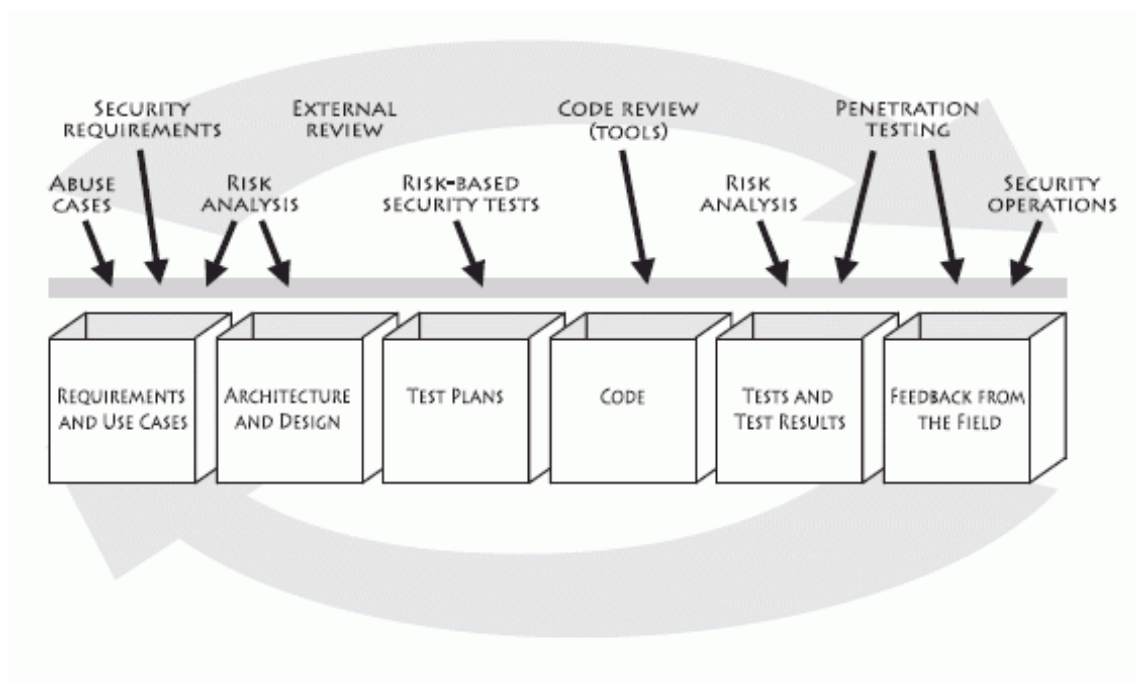 SECURITY
REQUIREMENTS
EXTERNAL
REVIEW
CODE REVIEW
(TOOLS)
PENETRATION
TESTING
ABUSE
CASES
RISK
ANALYSIS
RISK-BASED
SECURITY TESTS
RISK
ANALYSIS
SECURITY
OPERATIONS
REQUIREMENTS
AND USE CASES
ARCHITECTURE
AND DESIGN
TEST PLANS
CODE
TESTS AND
TEST RESULTS
FEEDBACK FROM
THE FIELD